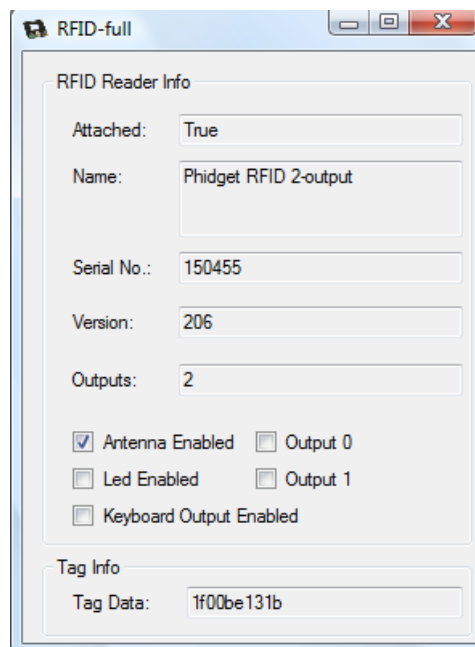 RFID-full
RFID Reader Info
Attached: True
Name: Phidget RFID 2-output
Serial No.: 150455
Version: 206
Outputs: 2
Antenna Enabled Output 0
Led Enabled Output 1
Keyboard Output Enabled
Tag Info
Tag Data: 1f00be131b